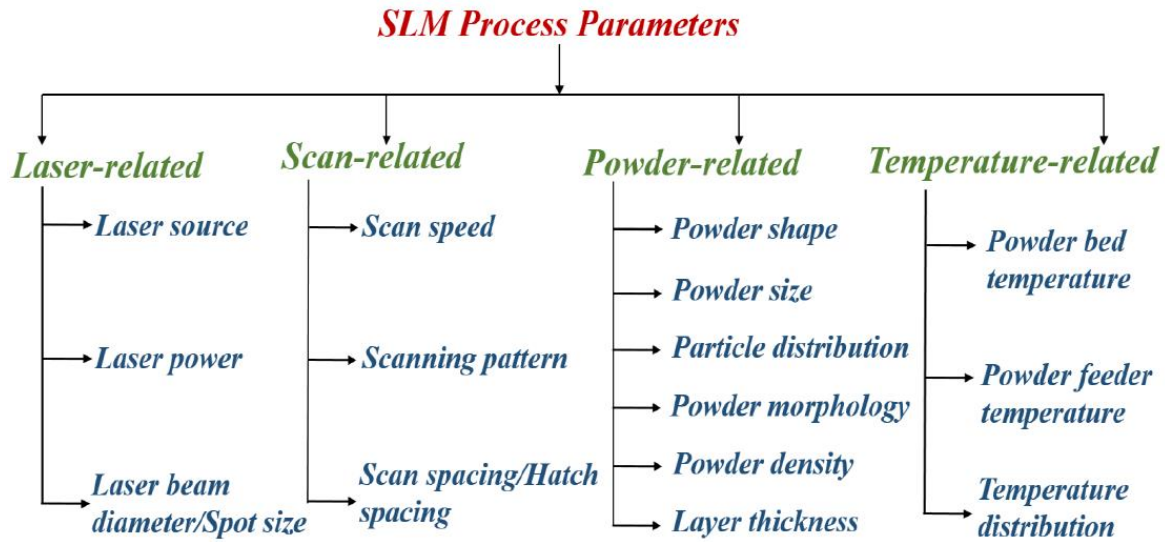 SLM Process Parameters
Laser-related
Laser source
Laser power
Laser beam
diameter/Spot size
Scan-related
Scan speed
Scanning pattern
Scan spacing/Hatch
spacing
Powder-related
Powder shape
Powder size
Particle distribution
Powder morphology
Powder density
Layer thickness
Temperature-related
Powder bed
temperature
Powder feeder
temperature
Temperature
distribution